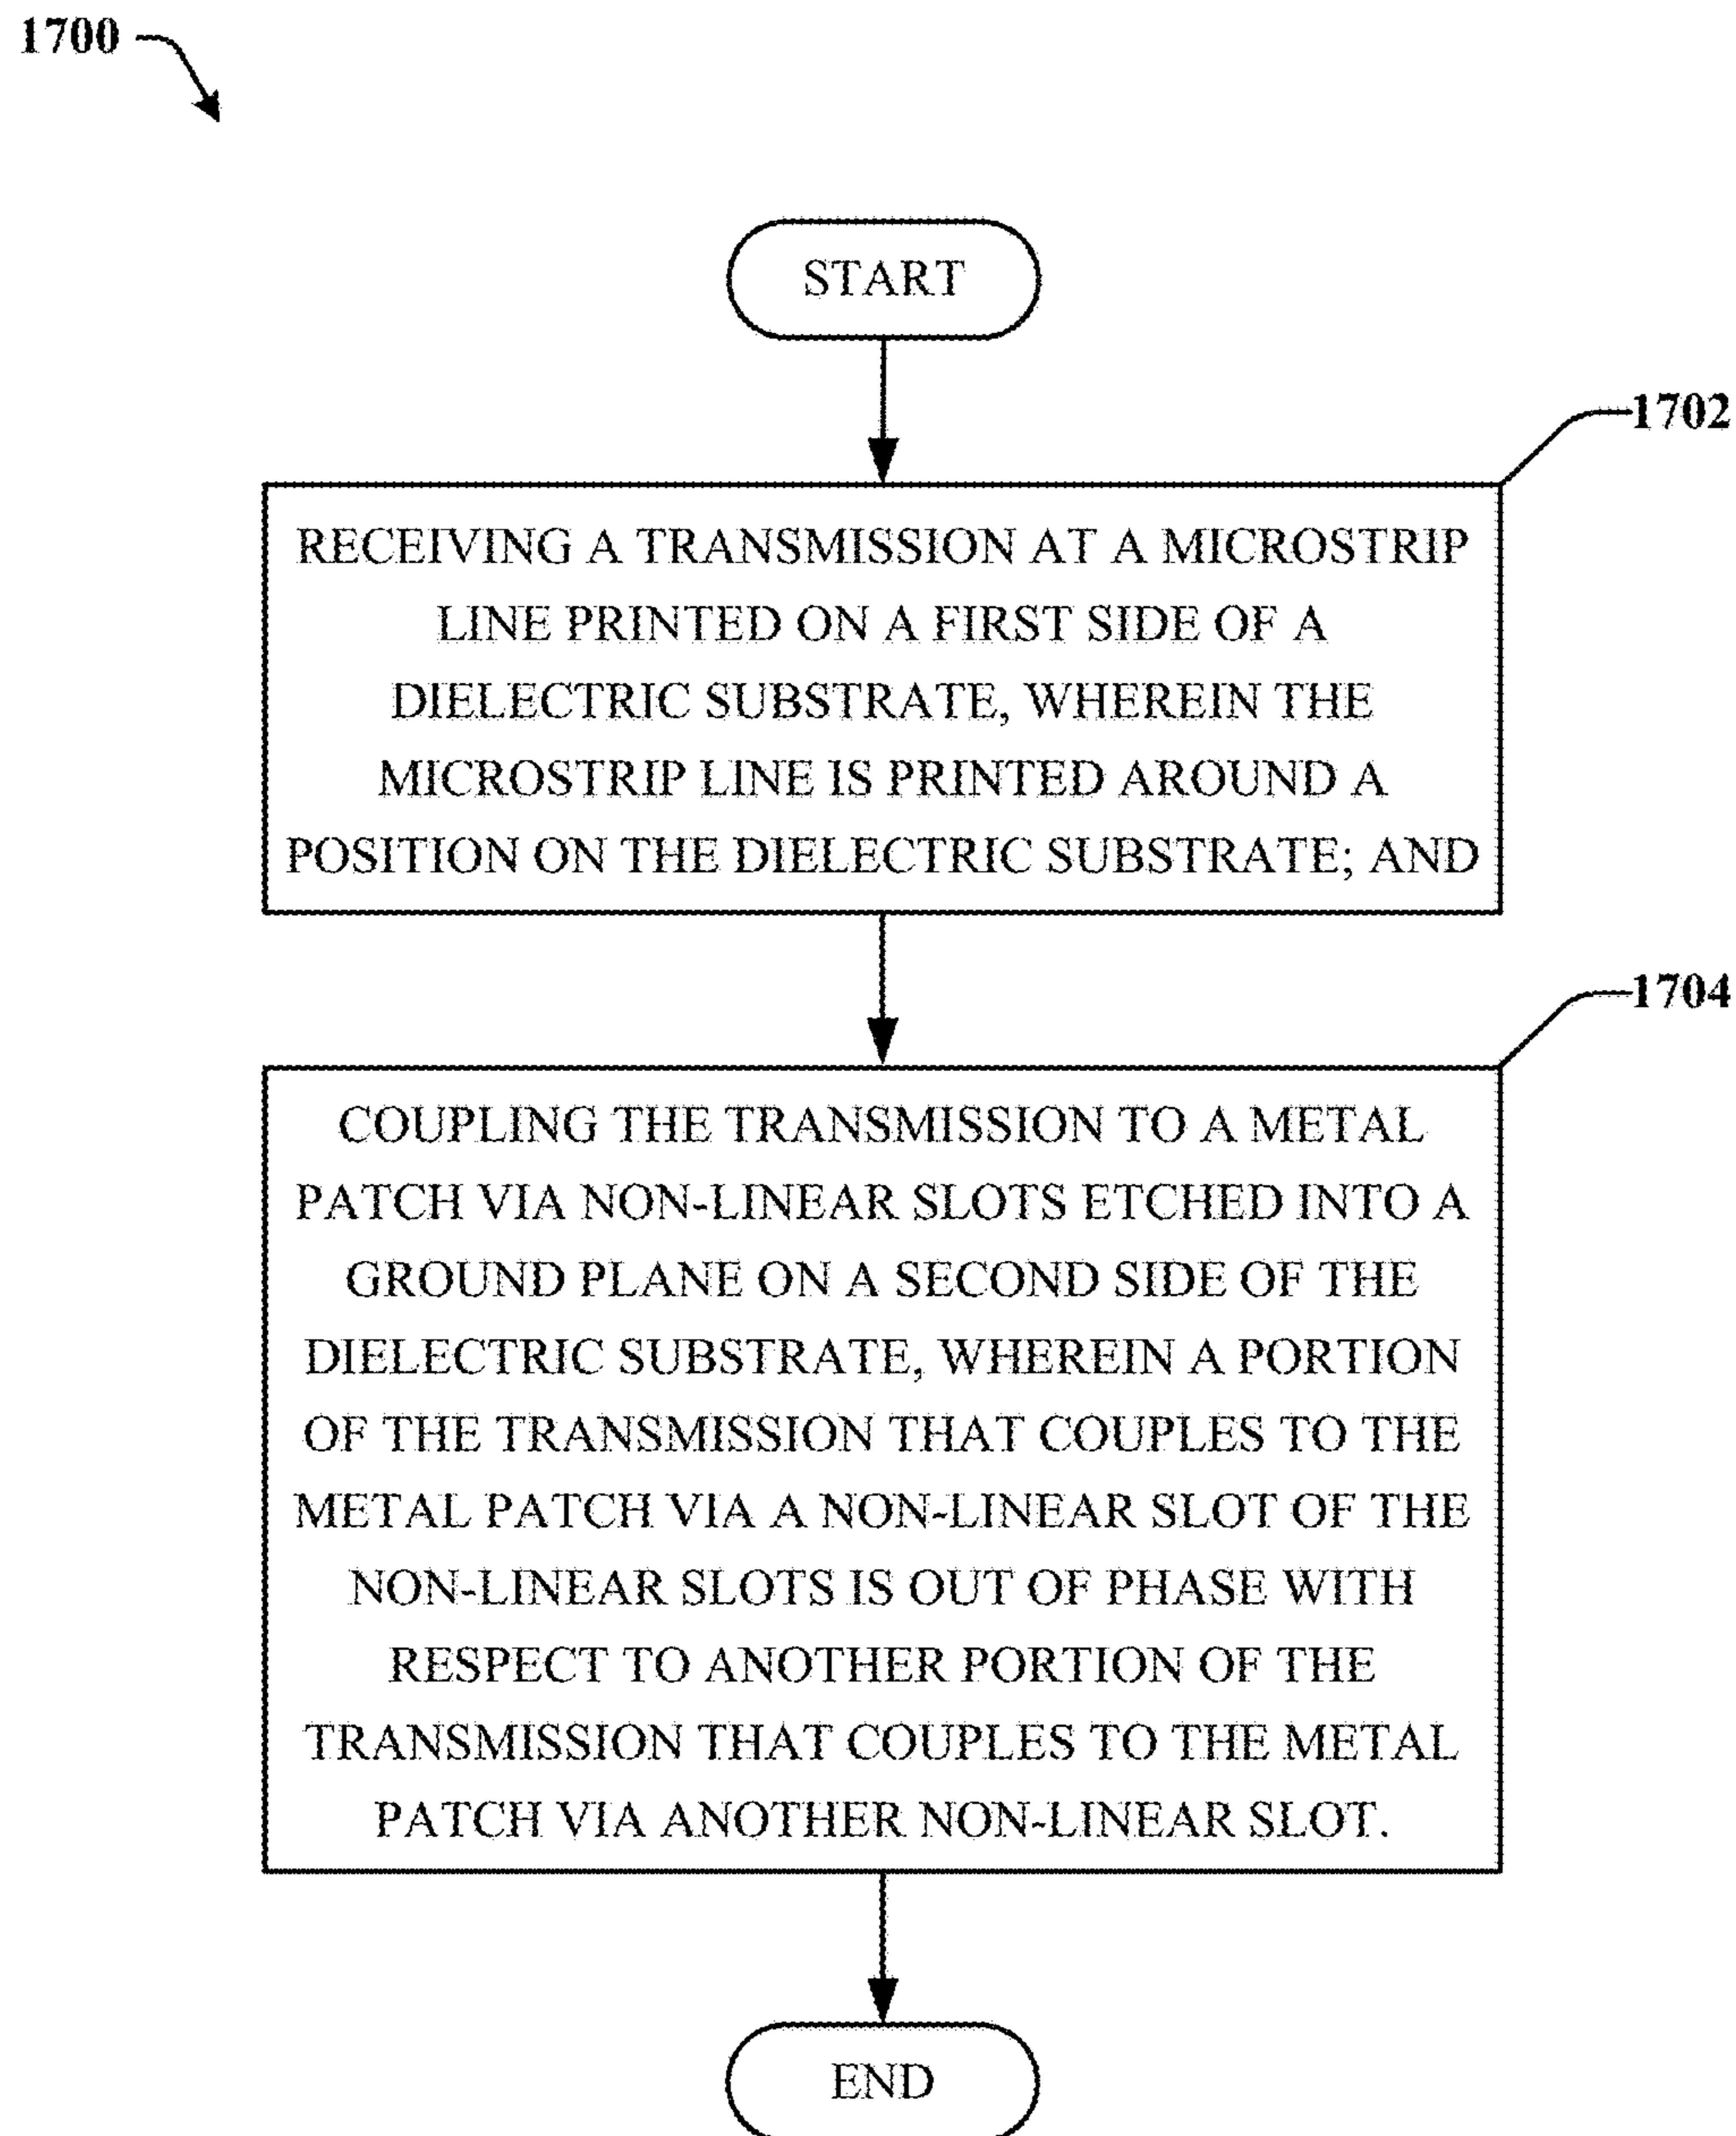 1700
START
1702
RECEIVING A TRANSMISSION AT A MICROSTRIP
LINE PRINTED ON A FIRST SIDE OF A
DIELECTRIC SUBSTRATE, WHEREIN THE
MICROSTRIP LINE IS PRINTED AROUND A
POSITION ON THE DIELECTRIC SUBSTRATE; AND
1704
COUPLING THE TRANSMISSION TO A METAL
PATCH VIA NON-LINEAR SLOTS ETCHED INTO A
GROUND PLANE ON A SECOND SIDE OF THE
DIELECTRIC SUBSTRATE, WHEREIN A PORTION
OF THE TRANSMISSION THAT COUPLES TO THE
METAL PATCH VIA A NON-LINEAR SLOT OF THE
NON-LINEAR SLOTS IS OUT OF PHASE WITH
RESPECT TO ANOTHER PORTION OF THE
TRANSMISSION THAT COUPLES TO THE METAL
PATCH VIA ANOTHER NON-LINEAR SLOT.
END